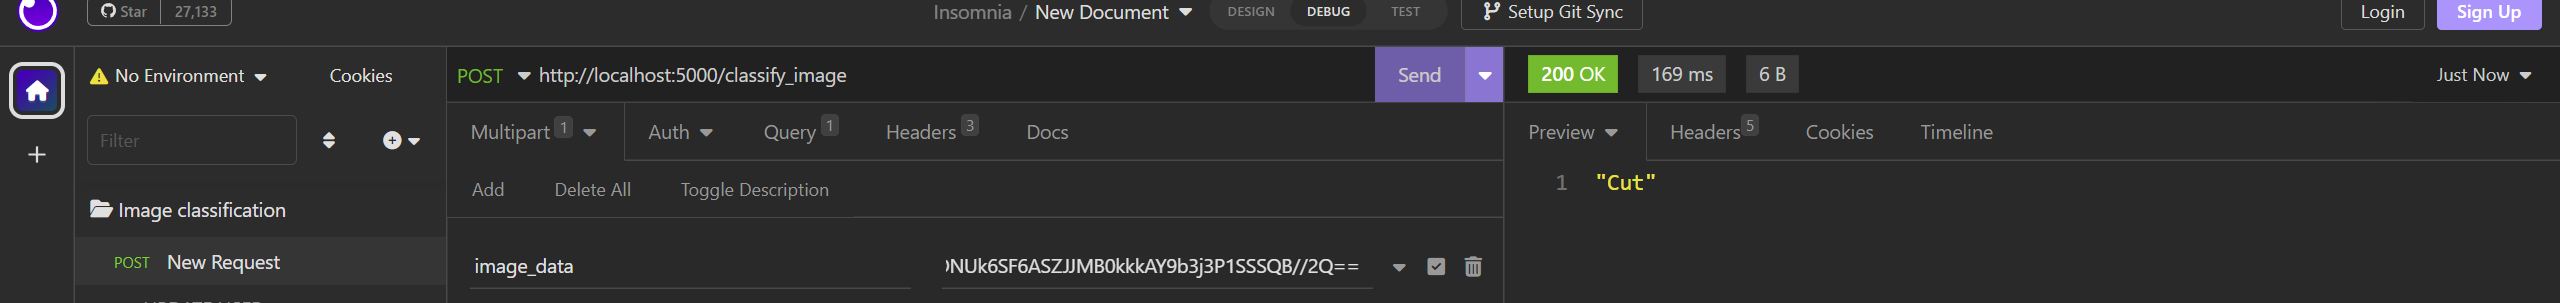 Star 27,133
Insomnia / New Document
DESIGN DEBUG TEST
Setup Git Sync
Login
Sign Up
No Environment
Cookies
POST http://localhost:5000/classify_image
Send
200 OK
169 ms
6 B
Just Now
Filter
Multipart 1
Auth
Query 1
Headers 3
Docs
Preview
Headers 5
Cookies
Timeline
Add
Delete All
Toggle Description
1 "Cut"
Image classification
POST New Request
image_data
NUk6SF6ASZJJMB0kkkAY9b3j3P1SSSQB//2Q==